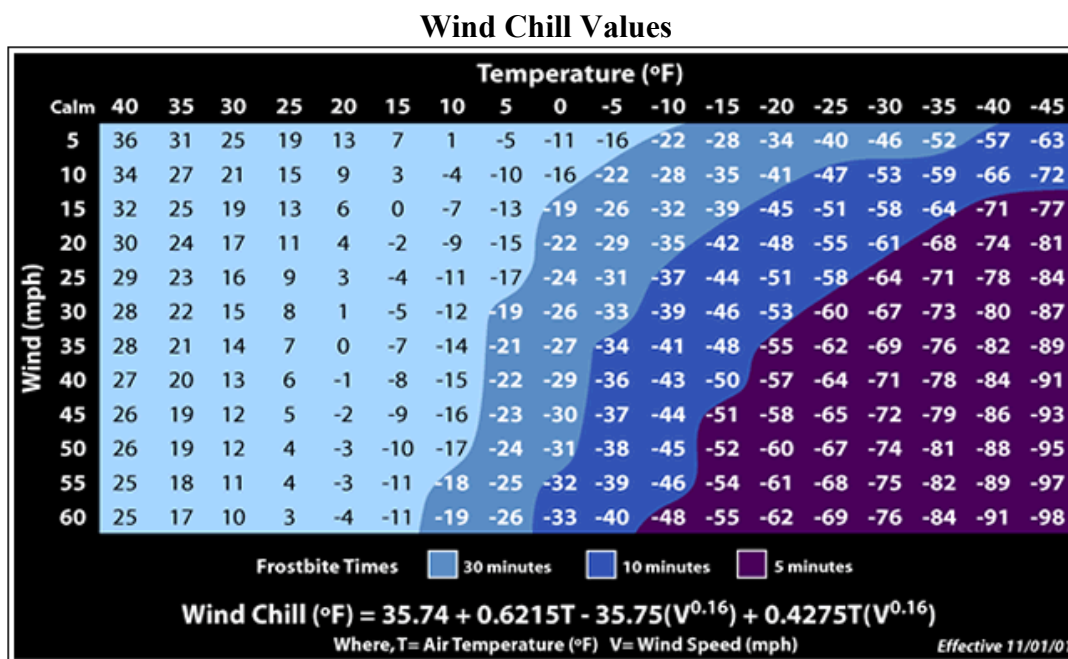 Wind Chill Values
Temperature (ºF)
Calm 40 35 30 25 20 15 10 5 0 -5 -10 -15 -20 -25 -30 -35 -40 -45
Wind (mph)
5 36 31 25 19 13 7 1 -5 -11 -16 -22 -28 -34 -40 -46 -52 -57 -63
10 34 27 21 15 9 3 -4 -10 -16 -22 -28 -35 -41 -47 -53 -59 -66 -72
15 32 25 19 13 6 0 -7 -13 -19 -26 -32 -39 -45 -51 -58 -64 -71 -77
20 30 24 17 11 4 -2 -9 -15 -22 -29 -35 -42 -48 -55 -61 -68 -74 -81
25 29 23 16 9 3 -4 -11 -17 -24 -31 -37 -44 -51 -58 -64 -71 -78 -84
30 28 22 15 8 1 -5 -12 -19 -26 -33 -39 -46 -53 -60 -67 -73 -80 -87
35 28 21 14 7 0 -7 -14 -21 -27 -34 -41 -48 -55 -62 -69 -76 -82 -89
40 27 20 13 6 -1 -8 -15 -22 -29 -36 -43 -50 -57 -64 -71 -78 -84 -91
45 26 19 12 5 -2 -9 -16 -23 -30 -37 -44 -51 -58 -65 -72 -79 -86 -93
50 26 19 12 4 -3 -10 -17 -24 -31 -38 -45 -52 -60 -67 -74 -81 -88 -95
55 25 18 11 4 -3 -11 -18 -25 -32 -39 -46 -54 -61 -68 -75 -82 -89 -97
60 25 17 10 3 -4 -11 -19 -26 -33 -40 -48 -55 -62 -69 -76 -84 -91 -98
Frostbite Times 30 minutes 10 minutes 5 minutes
Wind Chill (ºF) = 35.74 + 0.6215T - 35.75(V^0.16) + 0.4275T(V^0.16)
Where, T= Air Temperature (ºF) V= Wind Speed (mph) Effective 11/01/01